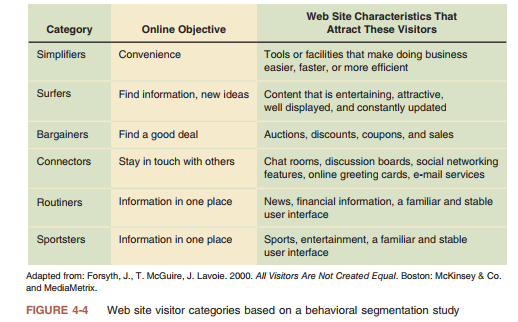 Category
Online Objective
Web Site Characteristics That
Attract These Visitors
Simplifiers
Convenience
Tools or facilities that make doing business
easier, faster, or more efficient
Surfers
Find information, new ideas
Content that is entertaining, attractive,
well displayed, and constantly updated
Bargainers
Find a good deal
Auctions, discounts, coupons, and sales
Connectors
Stay in touch with others
Chat rooms, discussion boards, social networking
features, online greeting cards, e-mail services
Routiners
Information in one place
News, financial information, a familiar and stable
user interface
Sportsters
Information in one place
Sports, entertainment, a familiar and stable
user interface
Adapted from: Forsyth, J., T. McGuire, J. Lavoie. 2000. All Visitors Are Not Created Equal. Boston: McKinsey & Co.
and MediaMetrix.
FIGURE 4-4 Web site visitor categories based on a behavioral segmentation study